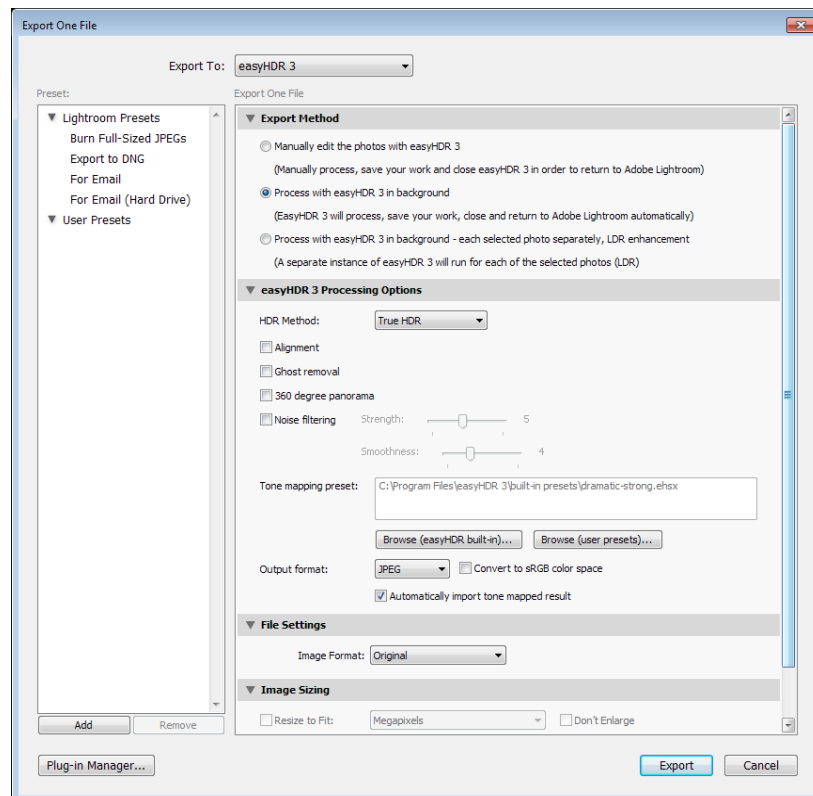 Export One File
Export To: easyHDR 3
Preset:
Export One File
Lightroom Presets
Burn Full-Sized JPEGs
Export to DNG
For Email
For Email (Hard Drive)
User Presets
Add
Remove
Export Method
Manually edit the photos with easyHDR 3
(Manually process, save your work and close easyHDR 3 in order to return to Adobe Lightroom)
Process with easyHDR 3 in background
(EasyHDR 3 will process, save your work, close and return to Adobe Lightroom automatically)
Process with easyHDR 3 in background - each selected photo separately, LDR enhancement
(A separate instance of easyHDR 3 will run for each of the selected photos (LDR)
easyHDR 3 Processing Options
HDR Method: True HDR
Alignment
Ghost removal
360 degree panorama
Noise filtering Strength: 5
Smoothness: 4
Tone mapping preset: C:\Program Files\easyHDR 3\built-in presets\dramatic-strong.ehsx
Browse (easyHDR built-in)... Browse (user presets)...
Output format: JPEG Convert to sRGB color space
Automatically import tone mapped result
File Settings
Image Format: Original
Image Sizing
Resize to Fit: Megapixels Don't Enlarge
Plug-in Manager...
Export
Cancel